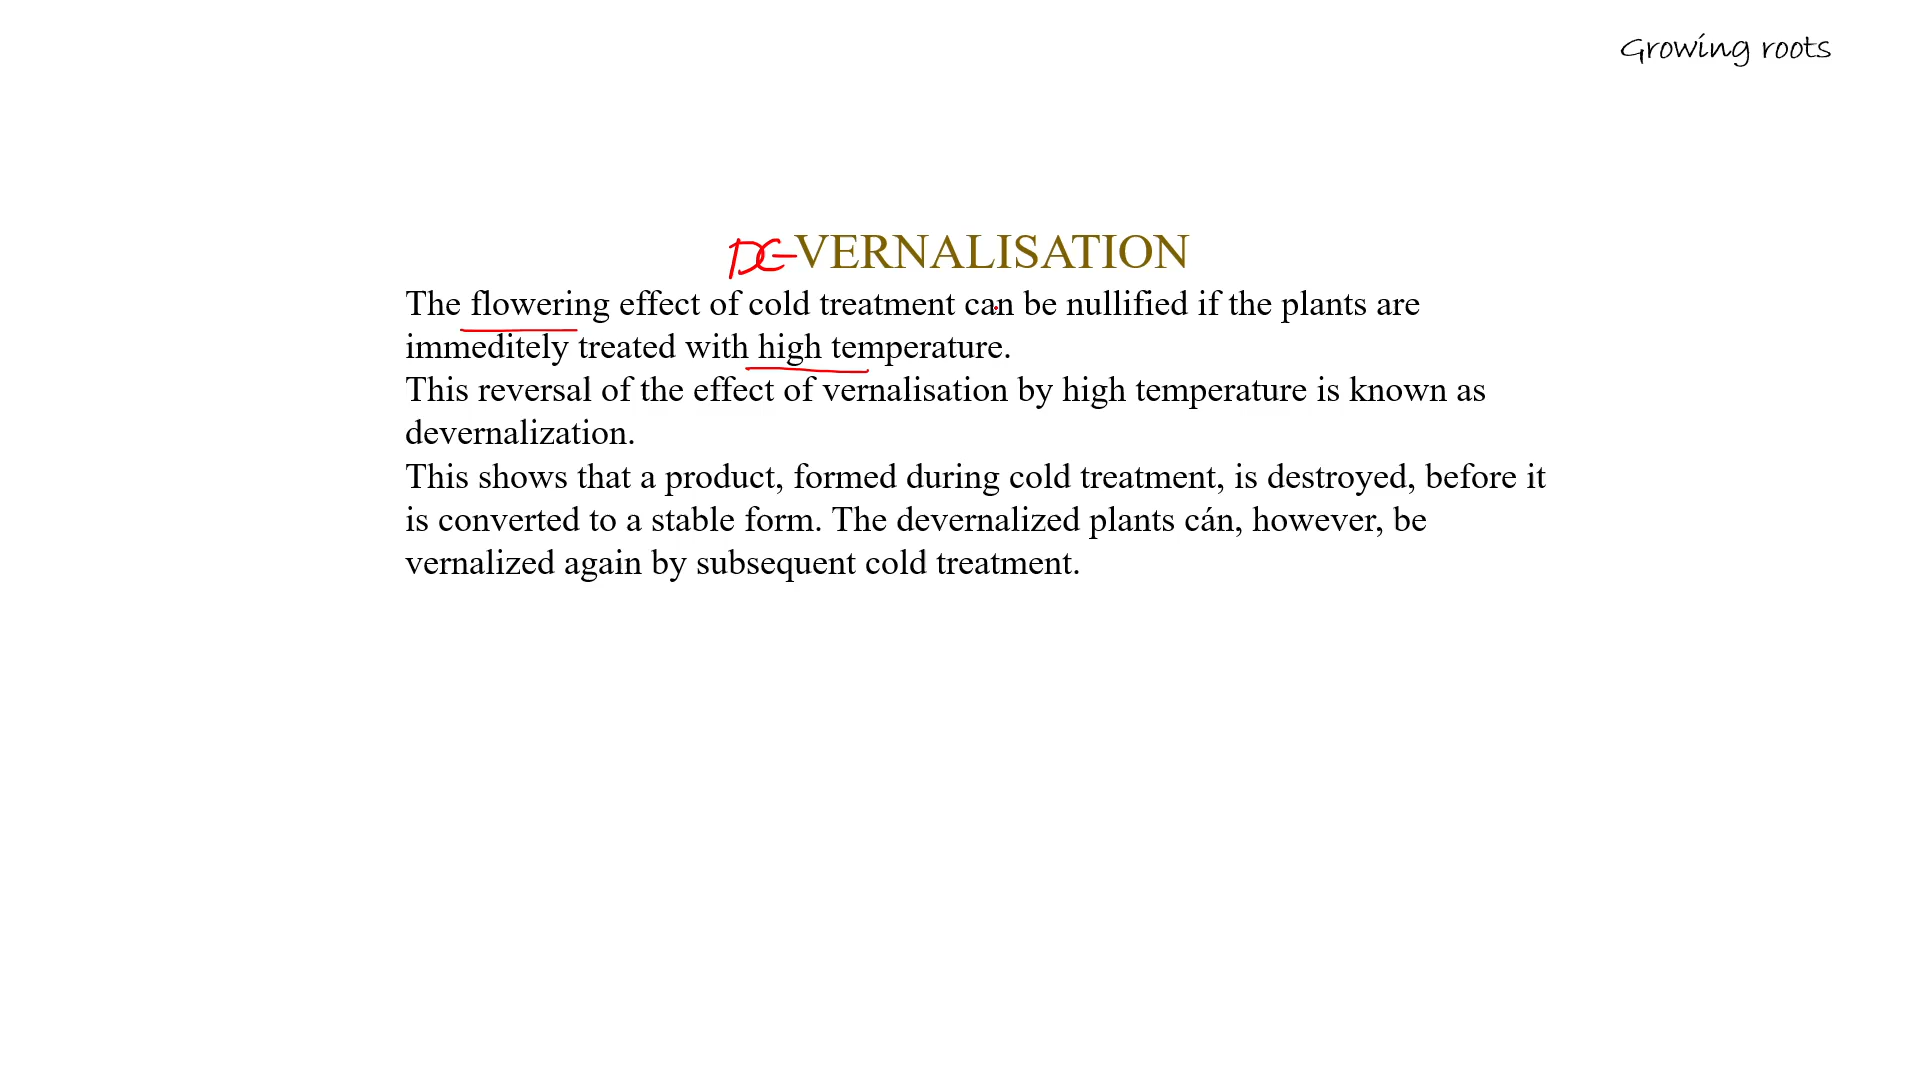 Growing roots
DE-VERNALISATION
The flowering effect of cold treatment can be nullified if the plants are
immeditely treated with high temperature.
This reversal of the effect of vernalisation by high temperature is known as
devernalization.
This shows that a product, formed during cold treatment, is destroyed, before it
is converted to a stable form. The devernalized plants cán, however, be
vernalized again by subsequent cold treatment.